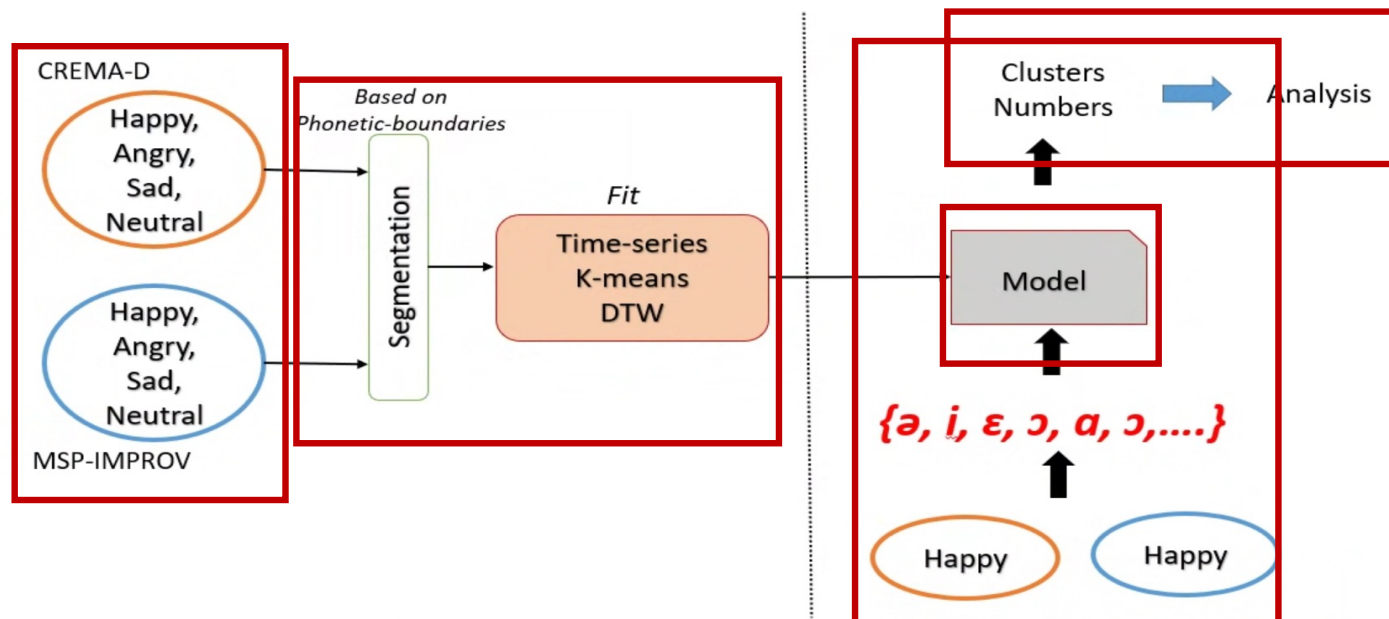 CREMA-D
Happy,
Angry,
Sad,
Neutral
Happy,
Angry,
Sad,
Neutral
MSP-IMPROV
Based on
Phonetic-boundaries
Segmentation
Fit
Time-series
K-means
DTW
Clusters
Numbers
Analysis
Model
{ə, i, ɛ, ɔ, ɑ, ɔ,....}
Happy
Happy